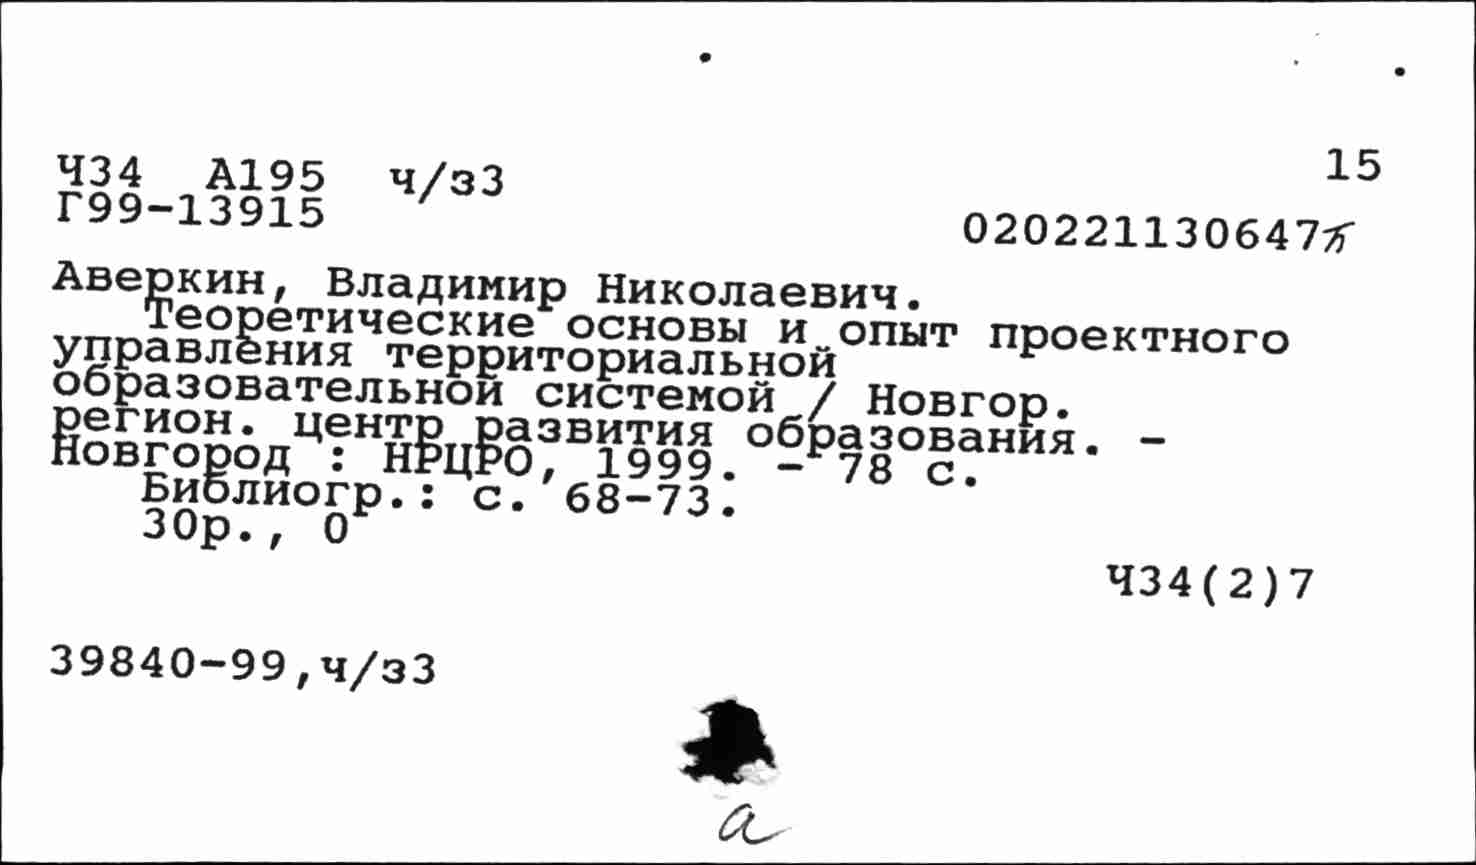 15
Ч34 А195 ч/з3
Г99-13915
020221130647
Аверкин, Владимир Николаевич.
Теоретические основы и опыт проектного
управления территориальной
образовательной системой / Новгор.
регион. центр развития образования. -
Новгород : НРЦРО, 1999. - 78 с.
Библиогр.: с. 68-73.
30р., 0
Ч34(2)7
39840-99,ч/з3
а